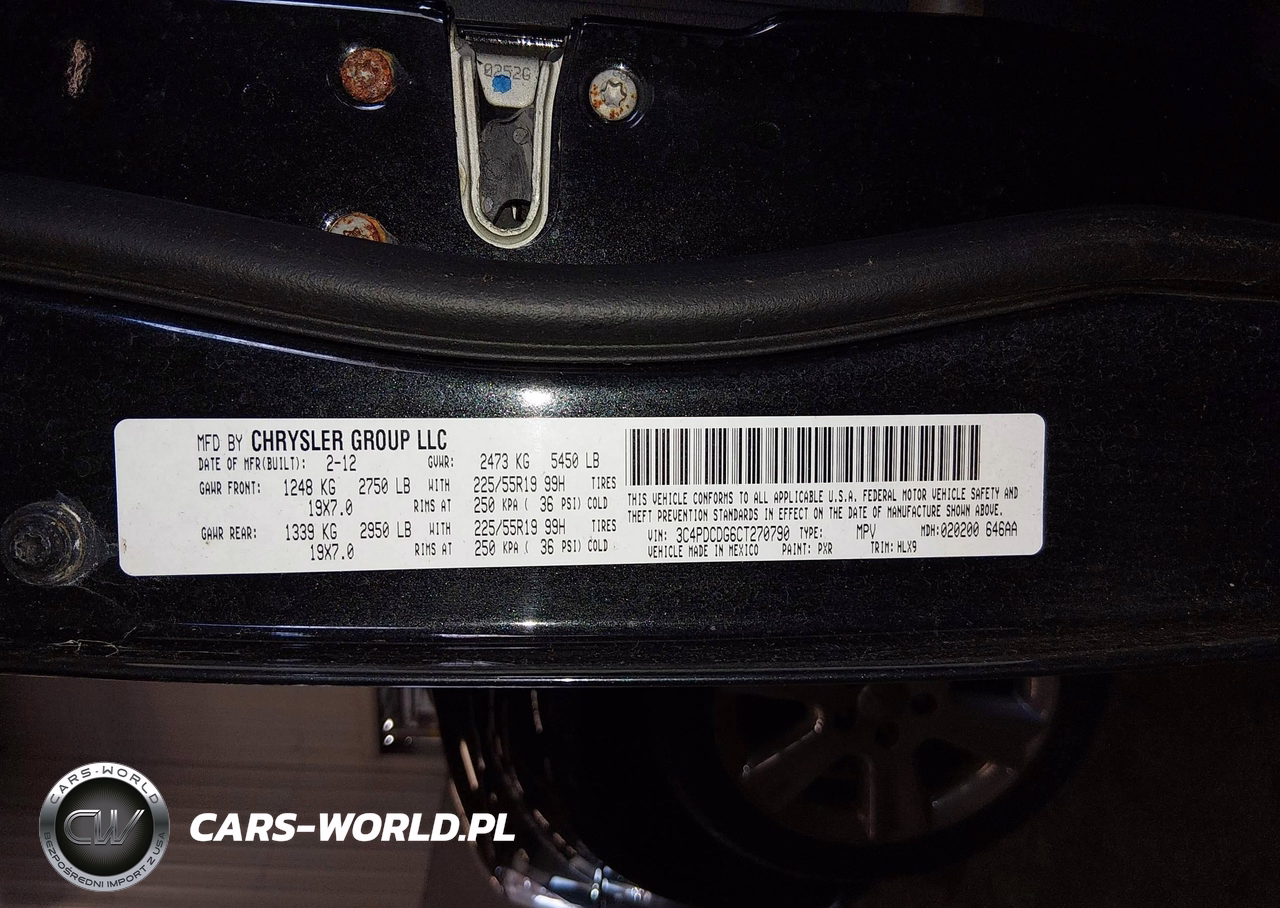 0252G
MFD BY CHRYSLER GROUP LLC
DATE OF MFR(BUILT): 2-12 GVWR: 2473 KG 5450 LB
GAWR FRONT: 1248 KG 2750 LB WITH 225/55R19 99H TIRES
19X7.0 RIMS AT 250 KPA ( 36 PSI) COLD
GAWR REAR: 1339 KG 2950 LB WITH 225/55R19 99H TIRES
19X7.0 RIMS AT 250 KPA ( 36 PSI) COLD
THIS VEHICLE CONFORMS TO ALL APPLICABLE U.S.A. FEDERAL MOTOR VEHICLE SAFETY AND
THEFT PREVENTION STANDARDS IN EFFECT ON THE DATE OF MANUFACTURE SHOWN ABOVE.
VIN: 3C4PDCDG6CT270790 TYPE: MPV MDH: 020200 646AA
VEHICLE MADE IN MEXICO PAINT: PXR TRIM: HLX9
CARS-WORLD
CW
BEZPOŚREDNI IMPORT Z USA
CARS-WORLD.PL